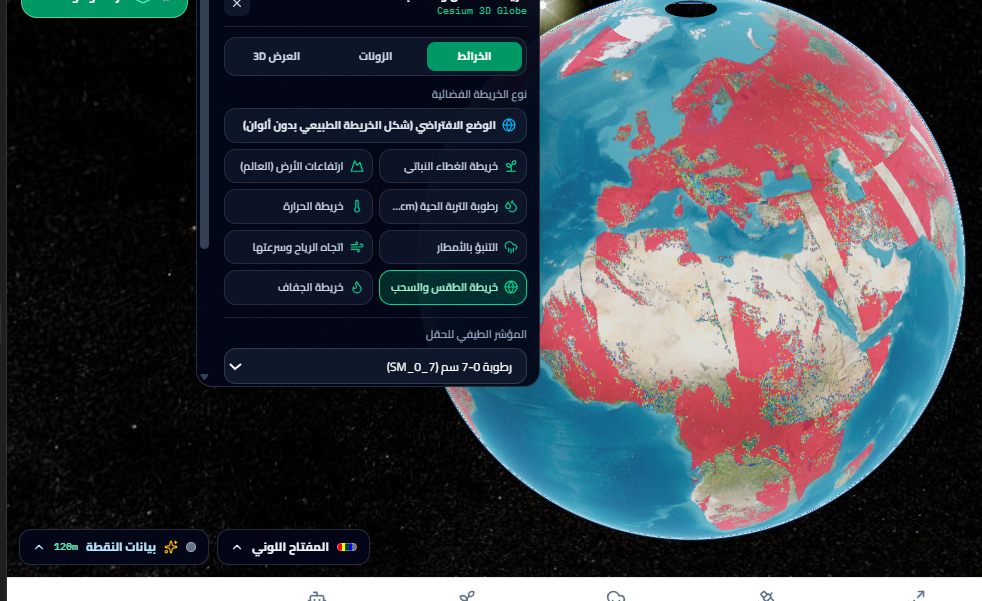 Cesium 3D Globe
الخرائط
الزونات
العرض 3D
نوع الخريطة الفضائية
الوضع الافتراضي (شكل الخريطة الطبيعي بدون ألوان)
خريطة الغطاء النباتي
ارتفاعات الأرض (العالم)
رطوبة التربة الحية (cm...
خريطة الحرارة
التنبؤ بالأمطار
اتجاه الرياح وسرعتها
خريطة الطقس والسحب
خريطة الجفاف
المؤشر الطيفي للحقل
رطوبة 0-7 سم (SM_0_7)
المفتاح اللوني
بيانات النقطة 120m